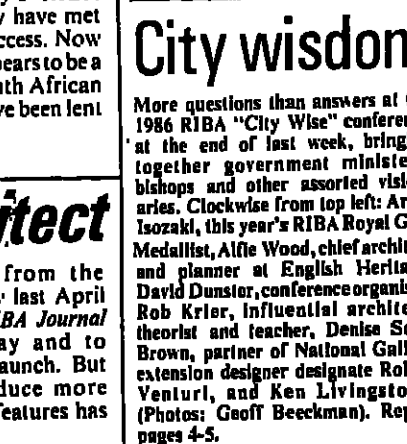 have met
ccess. Now
pears to be a
th African
ve been lent
itect
from the
last April
BA Journal
ay and to
aunch. But
duce more
features has
City wisdom
More questions than answers at
1986 RIBA "City Wise" confere
at the end of last week, bring
together government ministe
bishops and other assorted visi
aries. Clockwise from top left: Ar
Isozaki, this year's RIBA Royal G
Medallist, Alfie Wood, chief archit
and planner at English Herita
David Dunster, conference organis
Rob Krier, influential archite
theorist and teacher, Denise Sc
Brown, partner of National Gall
extension designer designate Rob
Venturi, and Ken Livingsto
(Photos: Geoff Beeckman). Rep
pages 4-5.